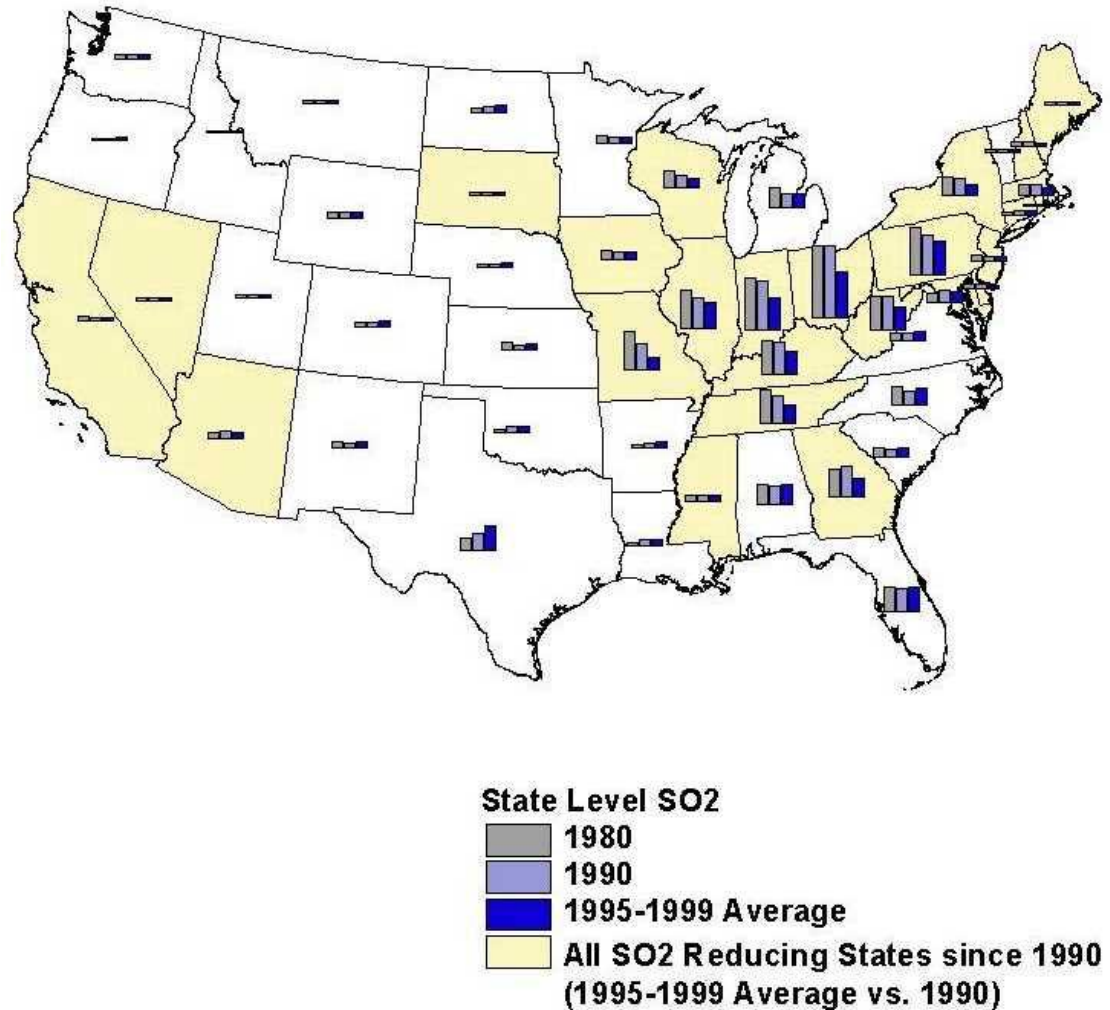 State Level SO2
1980
1990
1995-1999 Average
All SO2 Reducing States since 1990
(1995-1999 Average vs. 1990)